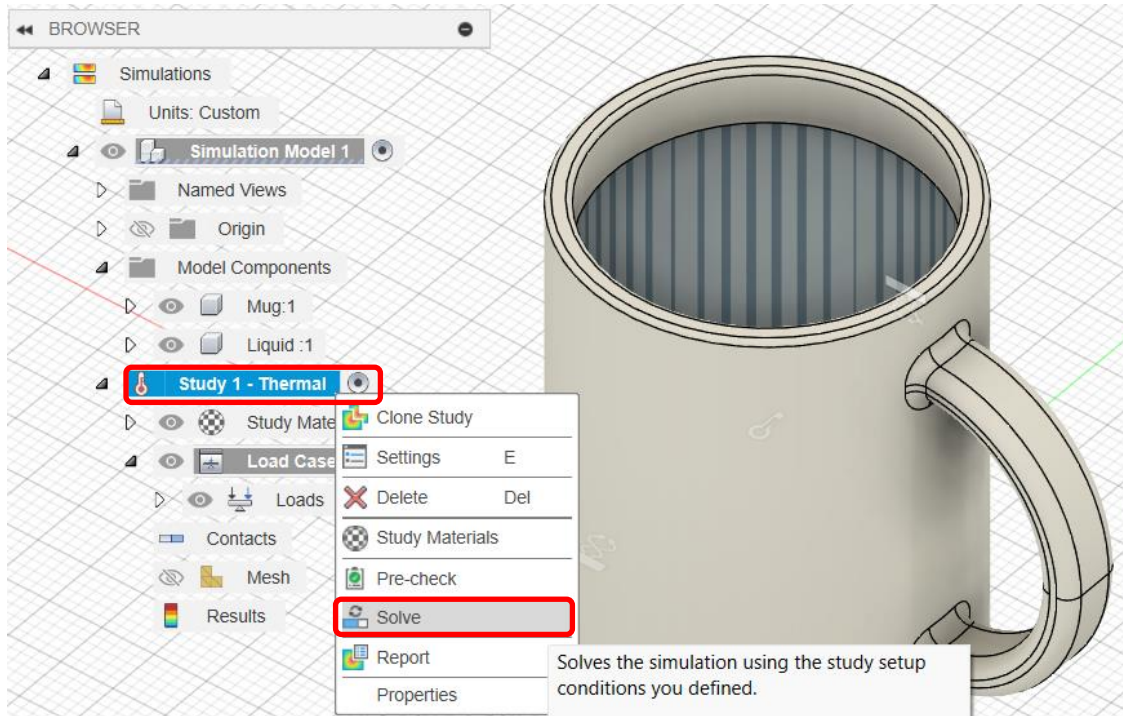 BROWSER
Simulations
Units: Custom
Simulation Model 1
Named Views
Origin
Model Components
Mug:1
Liquid :1
Study 1 - Thermal
Study Mate
Clone Study
Load Case
Settings E
Loads
Delete Del
Contacts
Study Materials
Mesh
Pre-check
Results
Solve
Report
Properties
Solves the simulation using the study setup
conditions you defined.